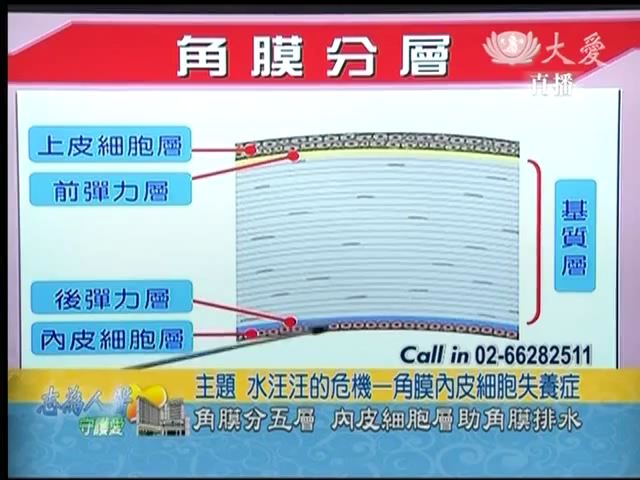 角膜分層
大愛
直播
上皮細胞層
前彈力層
基質層
後彈力層
內皮細胞層
Call in 02-66282511
主題 水汪汪的危機—角膜內皮細胞失養症
志為人醫
守護愛
角膜分五層 內皮細胞層助角膜排水